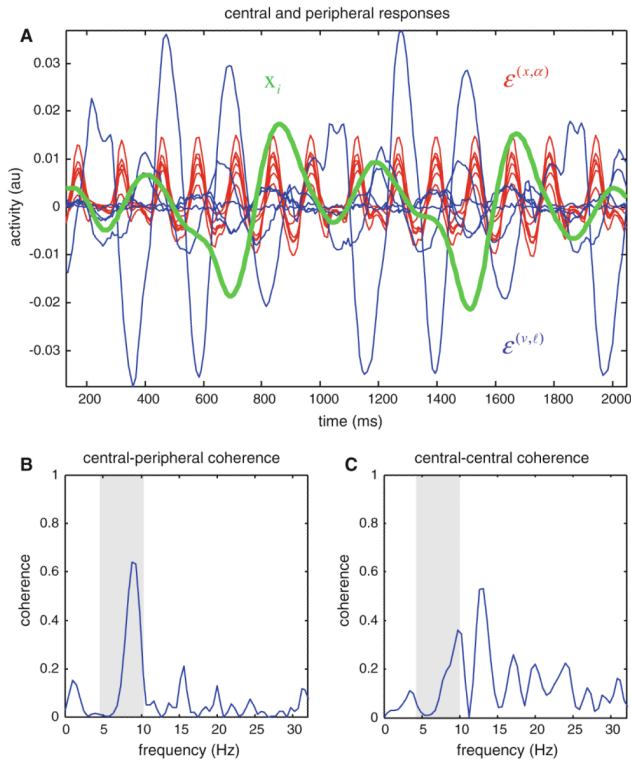 central and peripheral responses
A
0.03
0.02
0.01
0
-0.01
-0.02
-0.03
activity (au)
x_i
ε^(x,α)
ε^(v,ℓ)
200 400 600 800 1000 1200 1400 1600 1800 2000
time (ms)
B central-peripheral coherence
1
0.8
0.6
0.4
0.2
0
coherence
0 5 10 15 20 25 30
frequency (Hz)
C central-central coherence
1
0.8
0.6
0.4
0.2
0
coherence
0 5 10 15 20 25 30
frequency (Hz)